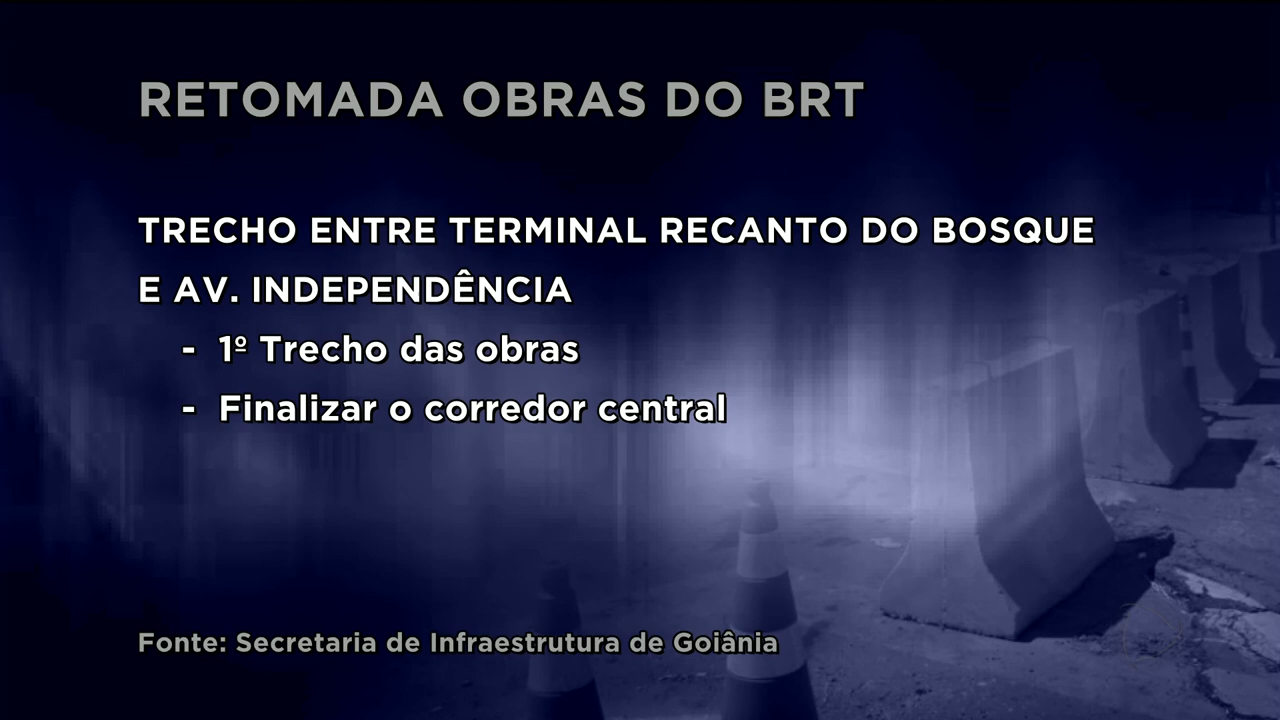 RETOMADA OBRAS DO BRT
TRECHO ENTRE TERMINAL RECANTO DO BOSQUE
E AV. INDEPENDÊNCIA
- 1º Trecho das obras
- Finalizar o corredor central
Fonte: Secretaria de Infraestrutura de Goiânia